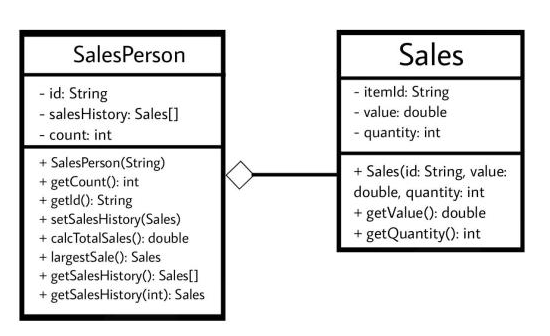 SalesPerson
- id: String
- salesHistory: Sales[]
- count: int
+ SalesPerson(String)
+ getCount(): int
+ getId(): String
+ setSalesHistory(Sales)
+ calcTotalSales(): double
+ largestSale(): Sales
+ getSalesHistory(): Sales[]
+ getSalesHistory(int): Sales
Sales
- itemId: String
- value: double
- quantity: int
+ Sales(id: String, value:
double, quantity: int
+ getValue(): double
+ getQuantity(): int